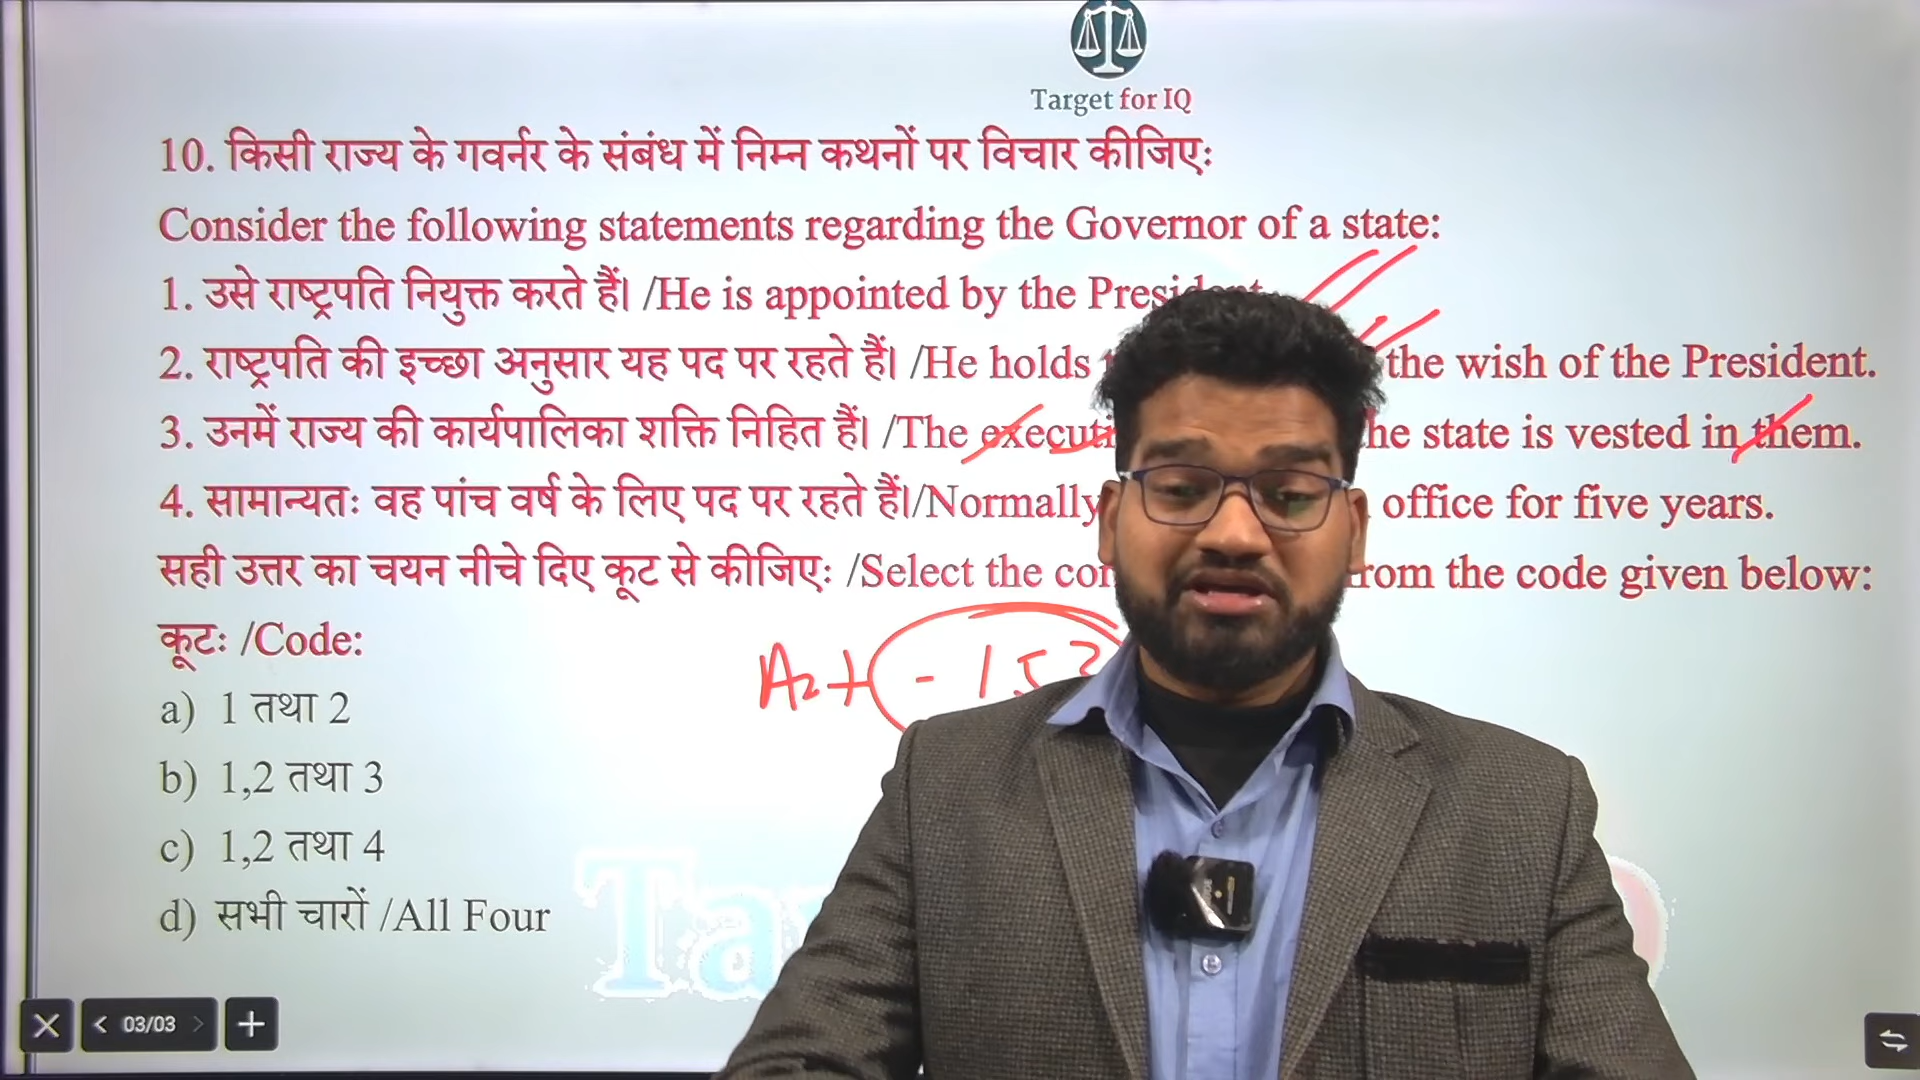 Target for IQ
10. किसी राज्य के गवर्नर के संबंध में निम्न कथनों पर विचार कीजिएः
Consider the following statements regarding the Governor of a state:
1. उसे राष्ट्रपति नियुक्त करते हैं। /He is appointed by the President
2. राष्ट्रपति की इच्छा अनुसार यह पद पर रहते हैं। /He holds the wish of the President.
3. उनमें राज्य की कार्यपालिका शक्ति निहित हैं। /The the state is vested in them.
4. सामान्यतः वह पांच वर्ष के लिए पद पर रहते हैं।/Normally office for five years.
सही उत्तर का चयन नीचे दिए कूट से कीजिएः /Select the from the code given below:
कूटः /Code:
a) 1 तथा 2
b) 1,2 तथा 3
c) 1,2 तथा 4
d) सभी चारों /All Four
03/03